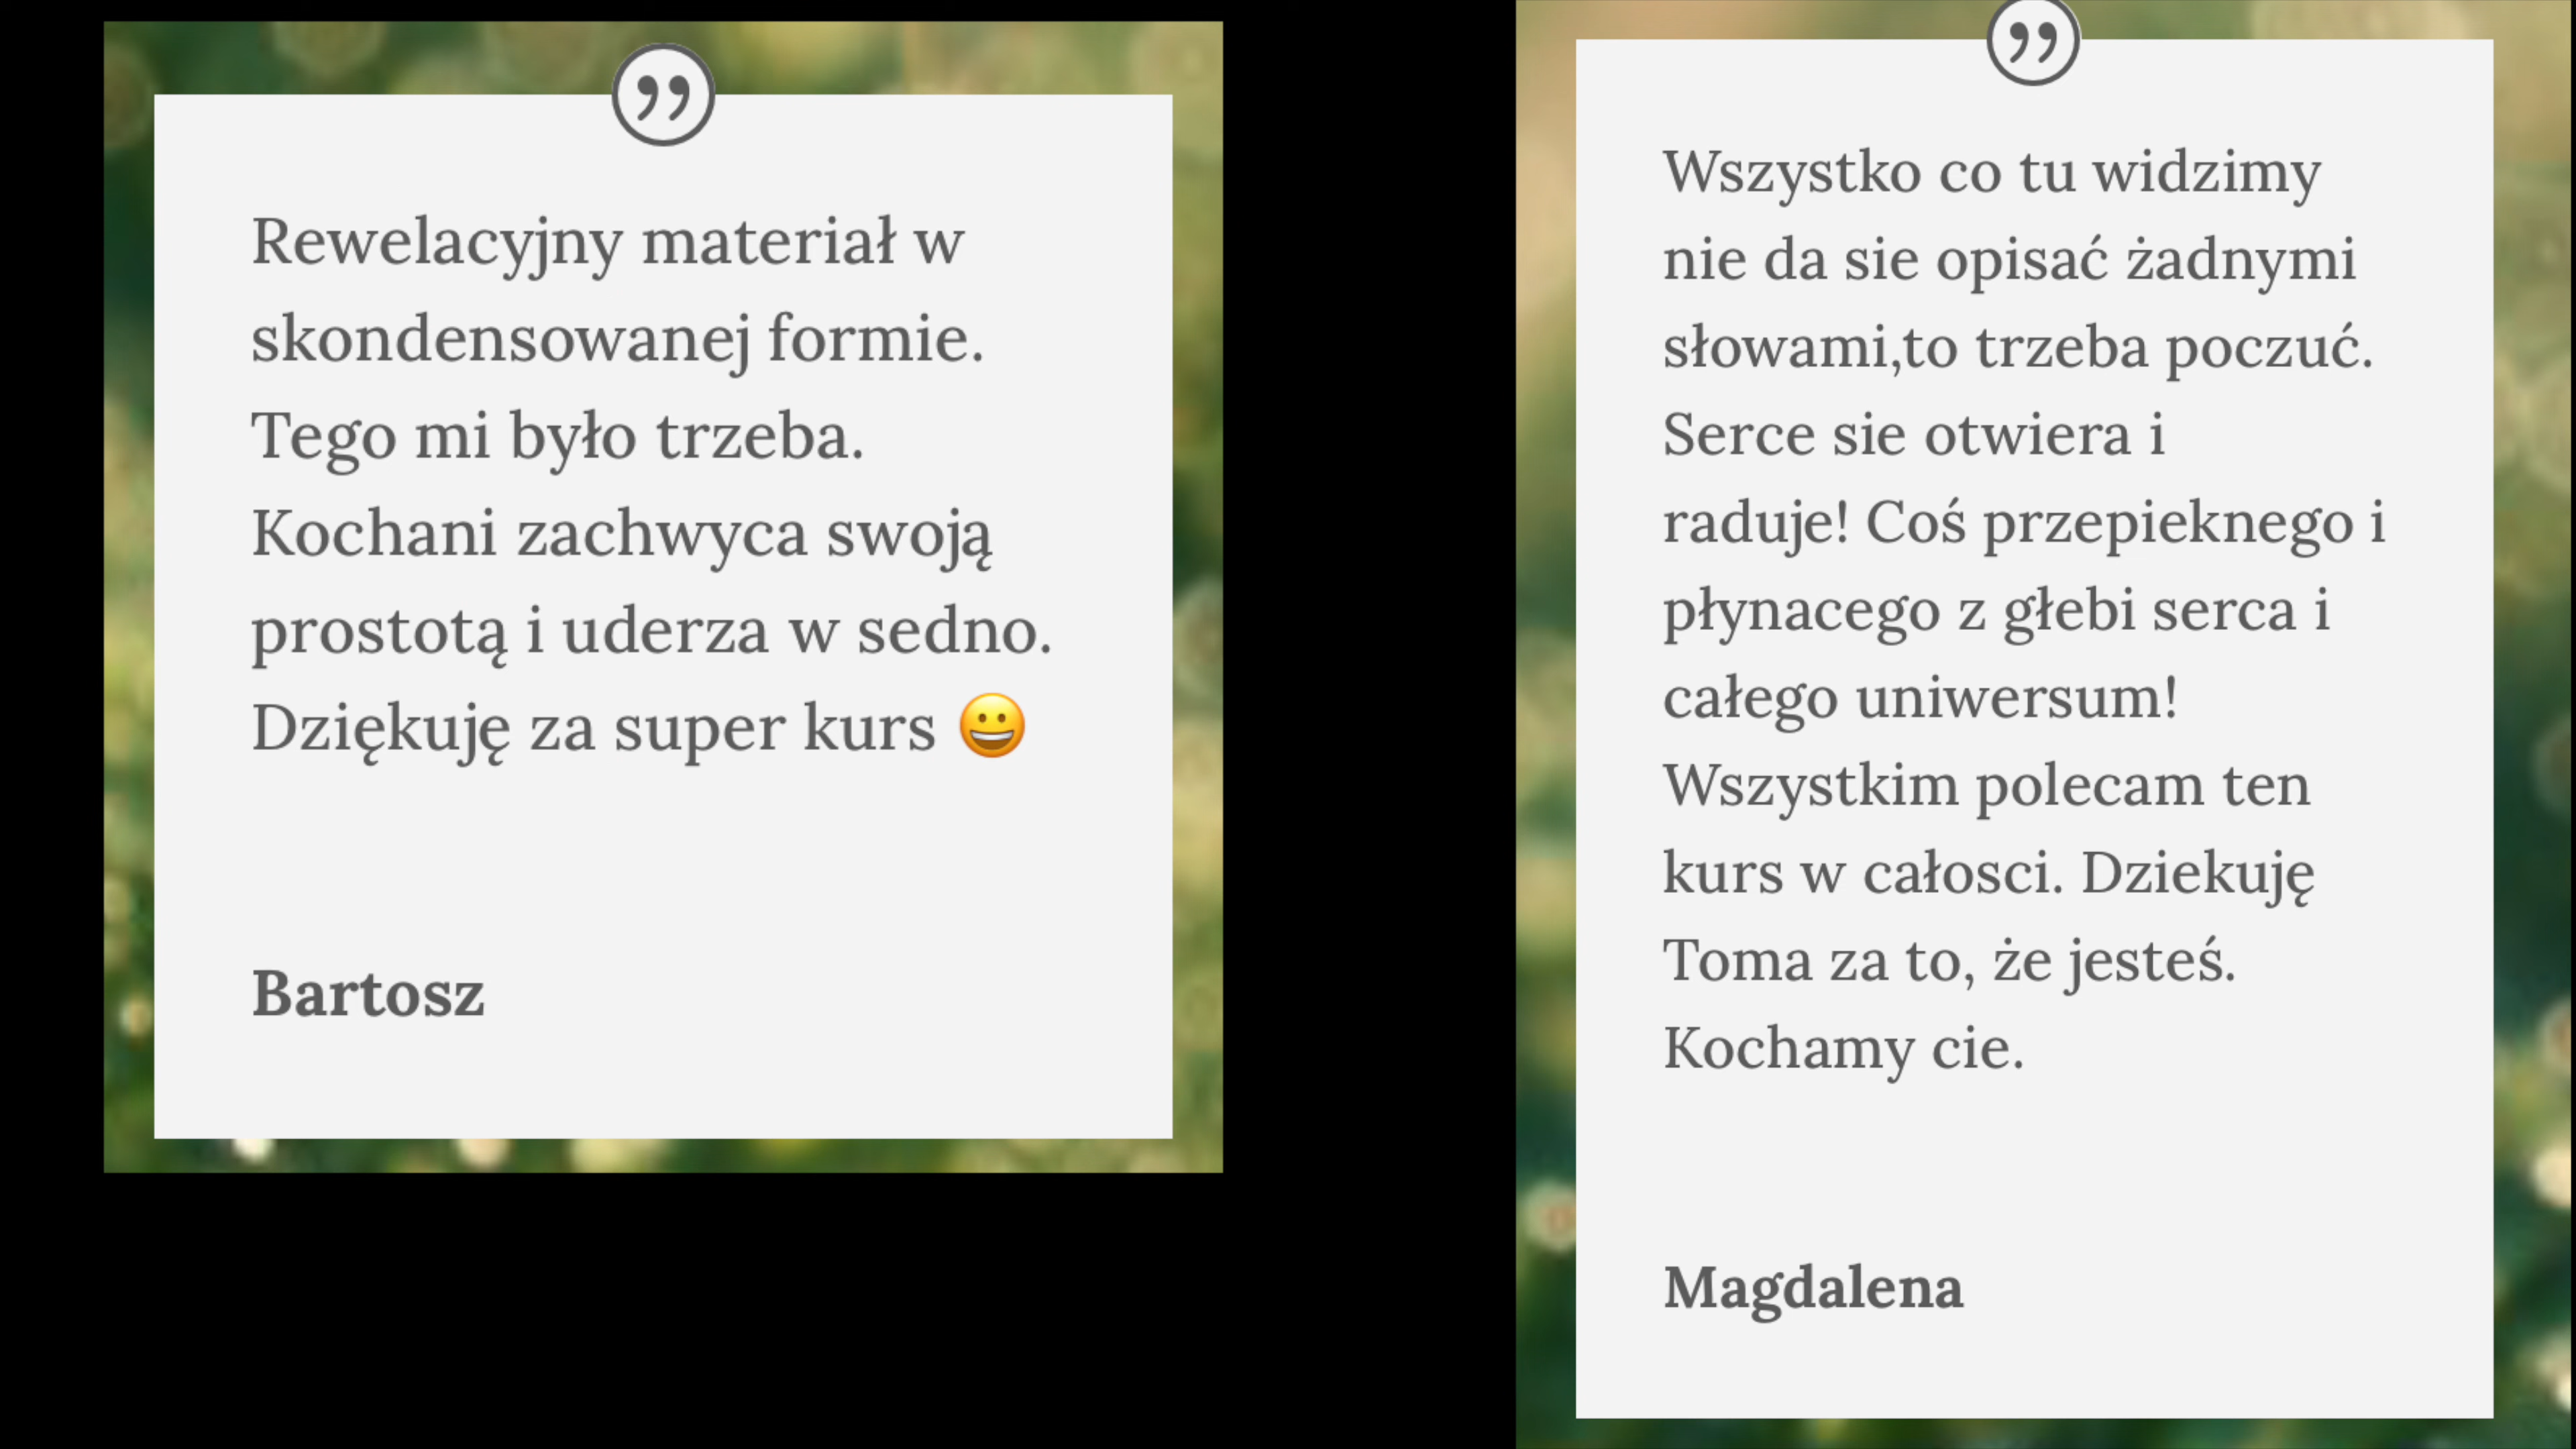 Rewelacyjny materiał w
skondensowanej formie.
Tego mi było trzeba.
Kochani zachwyca swoją
prostotą i uderza w sedno.
Dziękuję za super kurs 😀
Bartosz
Wszystko co tu widzimy
nie da sie opisać żadnymi
słowami,to trzeba poczuć.
Serce sie otwiera i
raduje! Coś przepieknego i
płynacego z głebi serca i
całego uniwersum!
Wszystkim polecam ten
kurs w całosci. Dziekuję
Toma za to, że jesteś.
Kochamy cie.
Magdalena